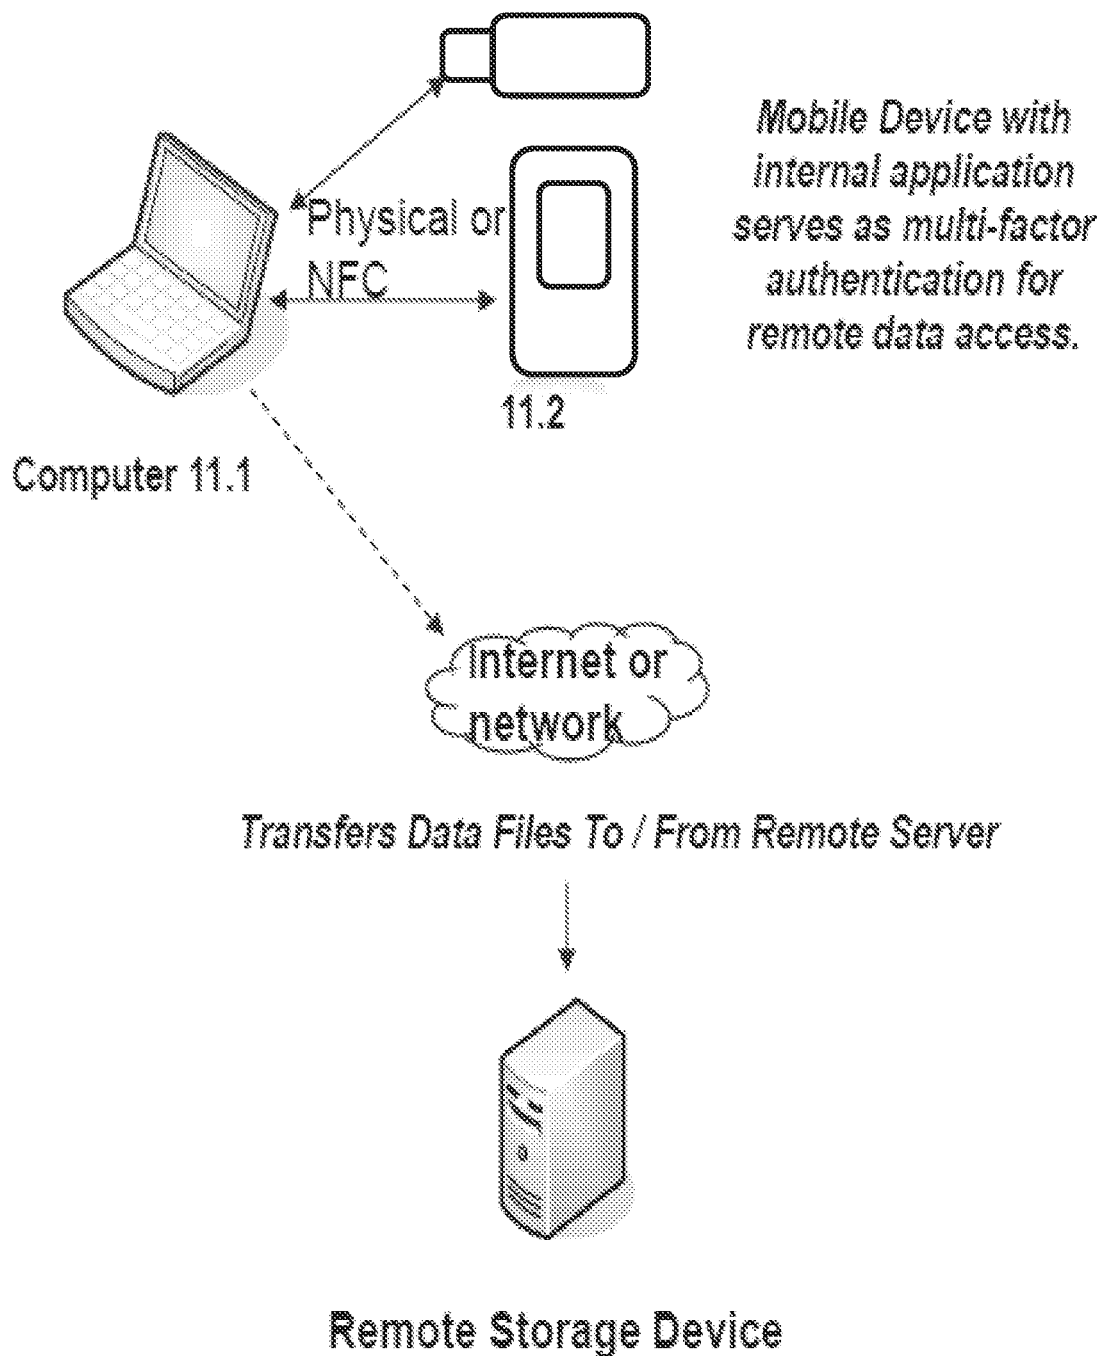 Mobile Device with
internal application
serves as multi-factor
authentication for
remote data access.
Physical or
NFC
11.2
Computer 11.1
Internet or
network
Transfers Data Files To / From Remote Server
Remote Storage Device